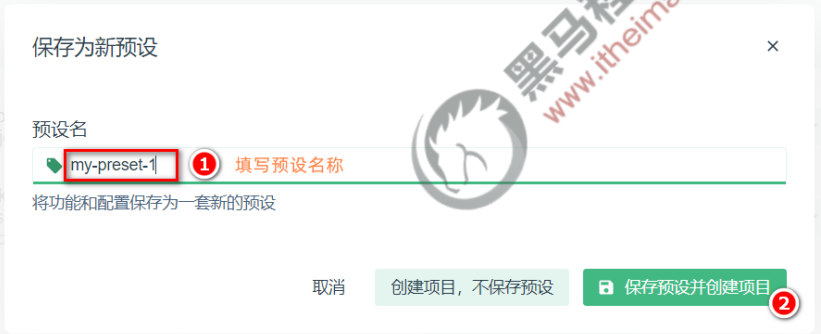 保存为新预设
×
预设名
my-preset-1
1
填写预设名称
将功能和配置保存为一套新的预设
取消
创建项目，不保存预设
保存预设并创建项目
2
黑马程
www.itheima